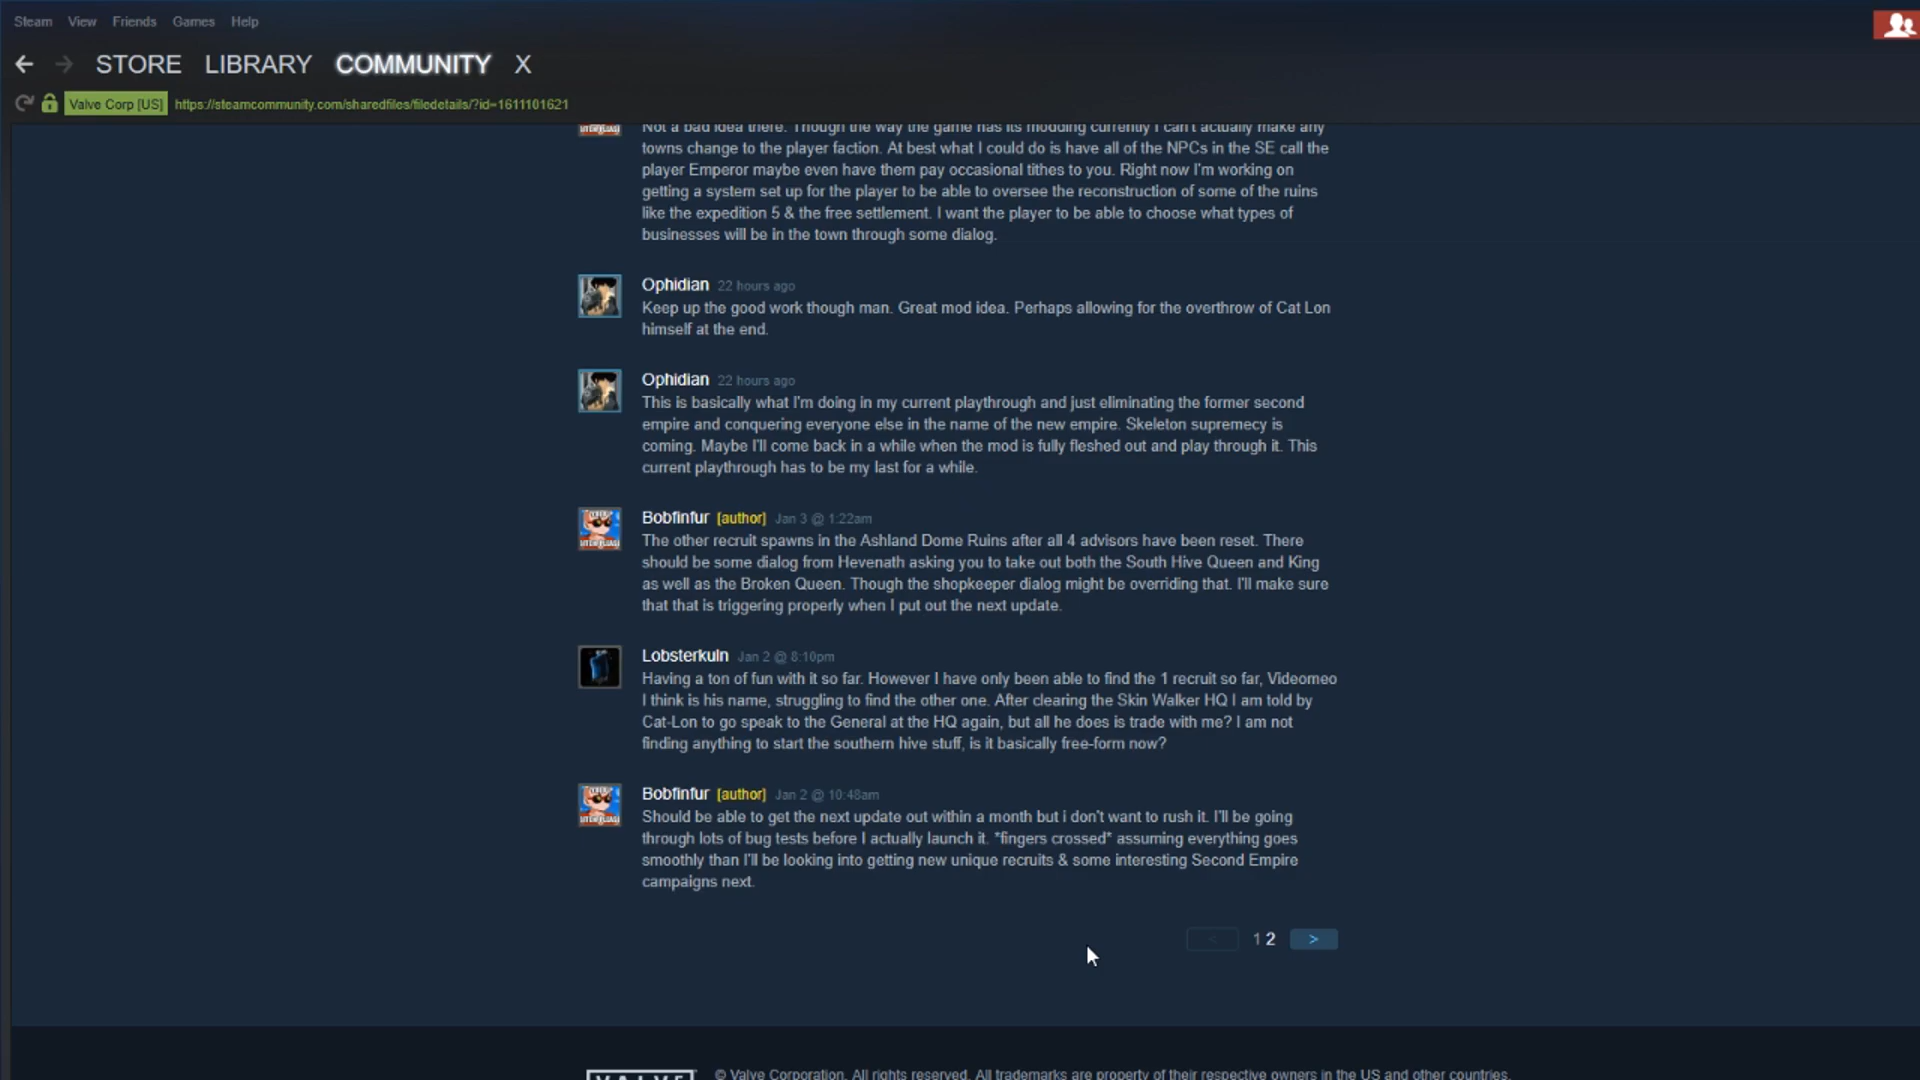 Steam View Friends Games Help
STORE LIBRARY COMMUNITY X
Valve Corp [US] https://steamcommunity.com/sharedfiles/filedetails/?id=1611101621
Not a bad idea there. Though the way the game has its modding currently I can't actually make any
towns change to the player faction. At best what I could do is have all of the NPCs in the SE call the
player Emperor maybe even have them pay occasional tithes to you. Right now I'm working on
getting a system set up for the player to be able to oversee the reconstruction of some of the ruins
like the expedition 5 & the free settlement. I want the player to be able to choose what types of
businesses will be in the town through some dialog.
Ophidian 22 hours ago
Keep up the good work though man. Great mod idea. Perhaps allowing for the overthrow of Cat Lon
himself at the end.
Ophidian 22 hours ago
This is basically what I'm doing in my current playthrough and just eliminating the former second
empire and conquering everyone else in the name of the new empire. Skeleton supremecy is
coming. Maybe I'll come back in a while when the mod is fully fleshed out and play through it. This
current playthrough has to be my last for a while.
Bobfinfur [author] Jan 3 @ 1:22am
The other recruit spawns in the Ashland Dome Ruins after all 4 advisors have been reset. There
should be some dialog from Hevenath asking you to take out both the South Hive Queen and King
as well as the Broken Queen. Though the shopkeeper dialog might be overriding that. I'll make sure
that that is triggering properly when I put out the next update.
Lobsterkuln Jan 2 @ 8:10pm
Having a ton of fun with it so far. However I have only been able to find the 1 recruit so far, Videomeo
I think is his name, struggling to find the other one. After clearing the Skin Walker HQ I am told by
Cat-Lon to go speak to the General at the HQ again, but all he does is trade with me? I am not
finding anything to start the southern hive stuff, is it basically free-form now?
Bobfinfur [author] Jan 2 @ 10:48am
Should be able to get the next update out within a month but i don't want to rush it. I'll be going
through lots of bug tests before I actually launch it. *fingers crossed* assuming everything goes
smoothly than I'll be looking into getting new unique recruits & some interesting Second Empire
campaigns next.
< 1 2 >
VALVE © Valve Corporation. All rights reserved. All trademarks are property of their respective owners in the US and other countries.